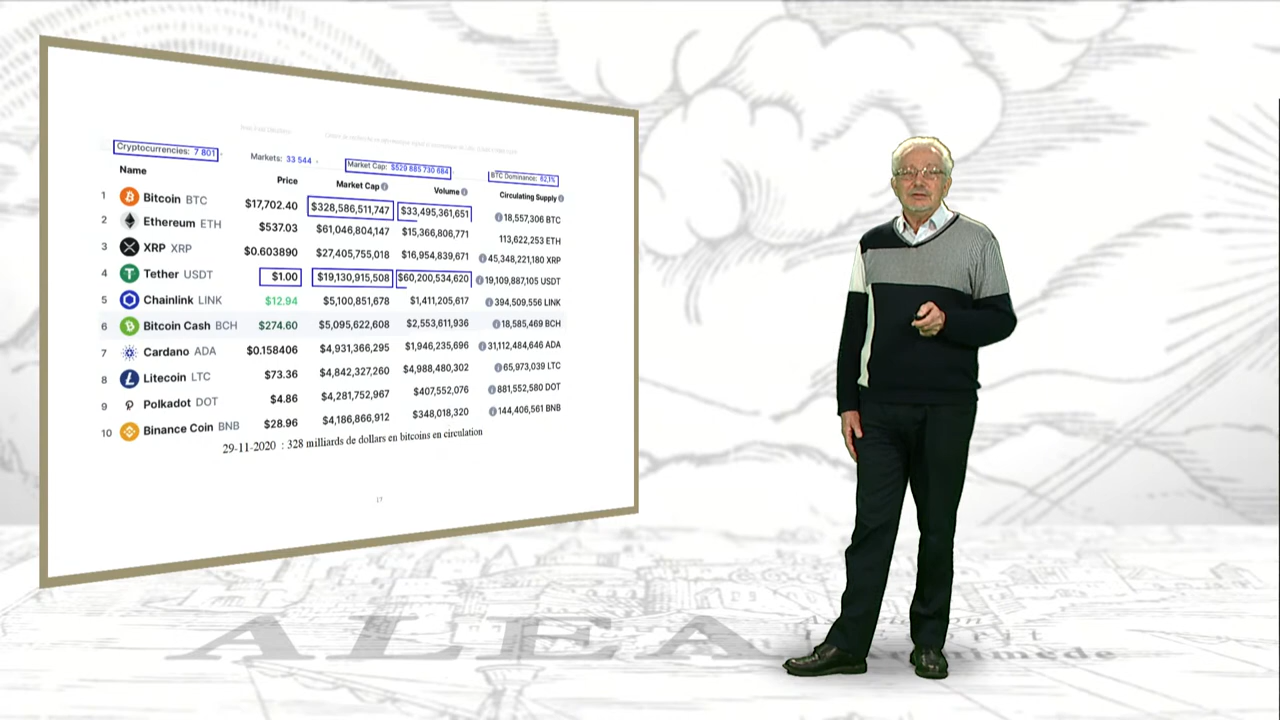 Cryptocurrencies: 7 801 Markets: 33 544 Market Cap: $529 885 730 684 BTC Dominance: 62,1%
Name Price Market Cap Volume Circulating Supply
1 Bitcoin BTC $17,702.40 $328,586,511,747 $33,495,361,651 18,557,306 BTC
2 Ethereum ETH $537.03 $61,046,804,147 $15,366,806,771 113,622,253 ETH
3 XRP XRP $0.603890 $27,405,755,018 $16,954,839,671 45,348,221,180 XRP
4 Tether USDT $1.00 $19,130,915,508 $60,200,534,620 19,109,887,105 USDT
5 Chainlink LINK $12.94 $5,100,851,678 $1,411,205,617 394,509,556 LINK
6 Bitcoin Cash BCH $274.60 $5,095,622,608 $2,553,611,936 18,585,469 BCH
7 Cardano ADA $0.158406 $4,931,366,295 $1,946,235,696 31,112,484,646 ADA
8 Litecoin LTC $73.36 $4,842,327,260 $4,988,480,302 65,973,039 LTC
9 Polkadot DOT $4.86 $4,281,752,967 $407,552,076 881,552,580 DOT
10 Binance Coin BNB $28.96 $4,186,866,912 $348,018,320 144,406,561 BNB
29-11-2020 : 328 milliards de dollars en bitcoins en circulation
17
ALEA